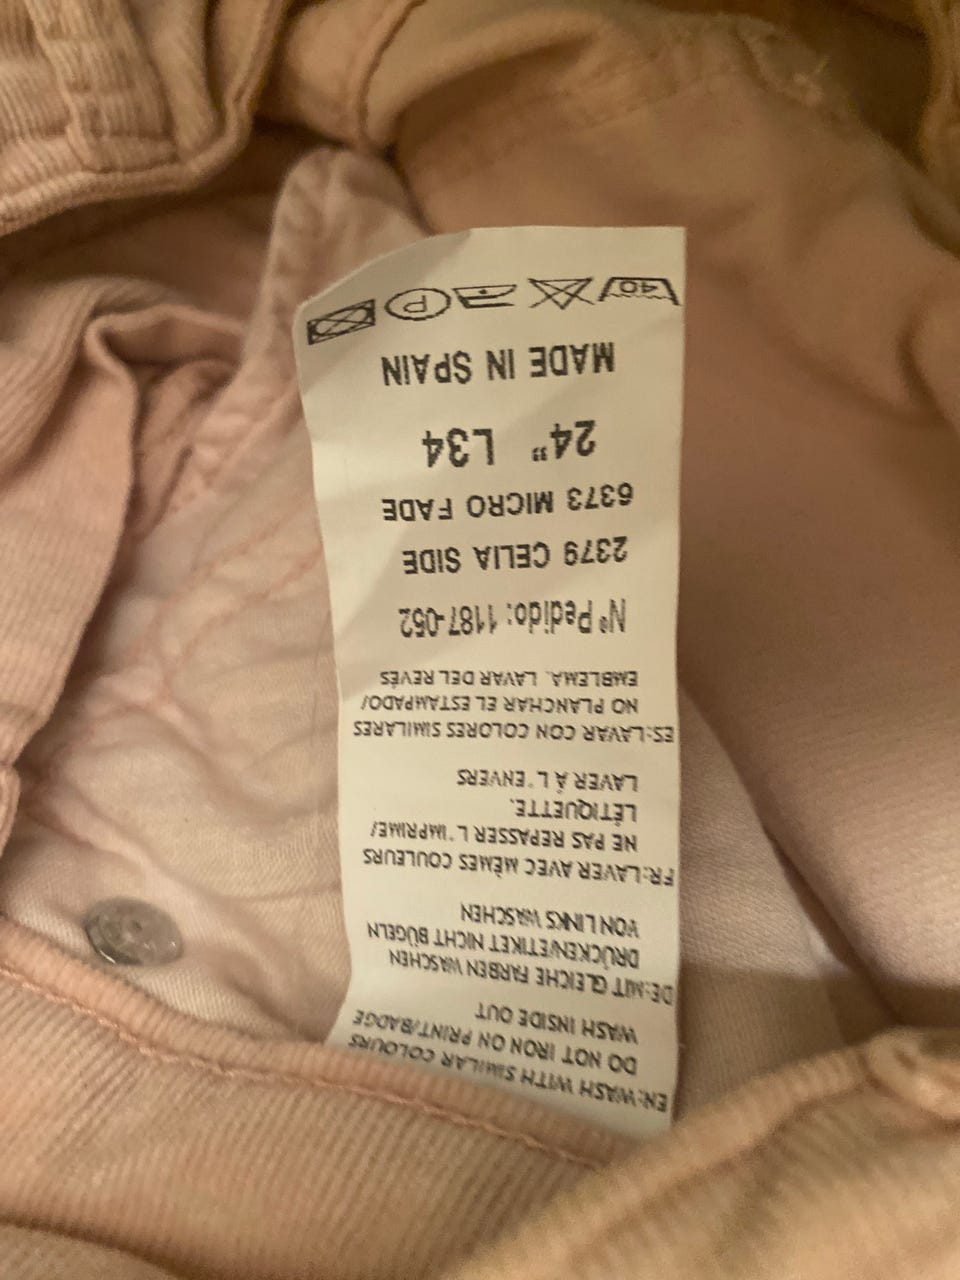 EN:WASH WITH SIMILAR COLOURS
DO NOT IRON ON PRINT/BADGE
WASH INSIDE OUT
DE:MIT GLEICHE FARBEN WASCHEN
DRÜCKEN/ETIKET NICHT BÜGELN
VON LINKS WASCHEN
FR:LAVER AVEC MÊMES COULEURS
NE PAS REPASSER L'IMPRIME/
LÉTIQUETTE.
LAVER À L'ENVERS
ES:LAVAR CON COLORES SIMILARES
NO PLANCHAR EL ESTAMPADO/
EMBLEMA. LAVAR DEL REVÉS
Nº Pedido: 1187-052
2379 CELIA SIDE
6373 MICRO FADE
24" L34
MADE IN SPAIN
40 P